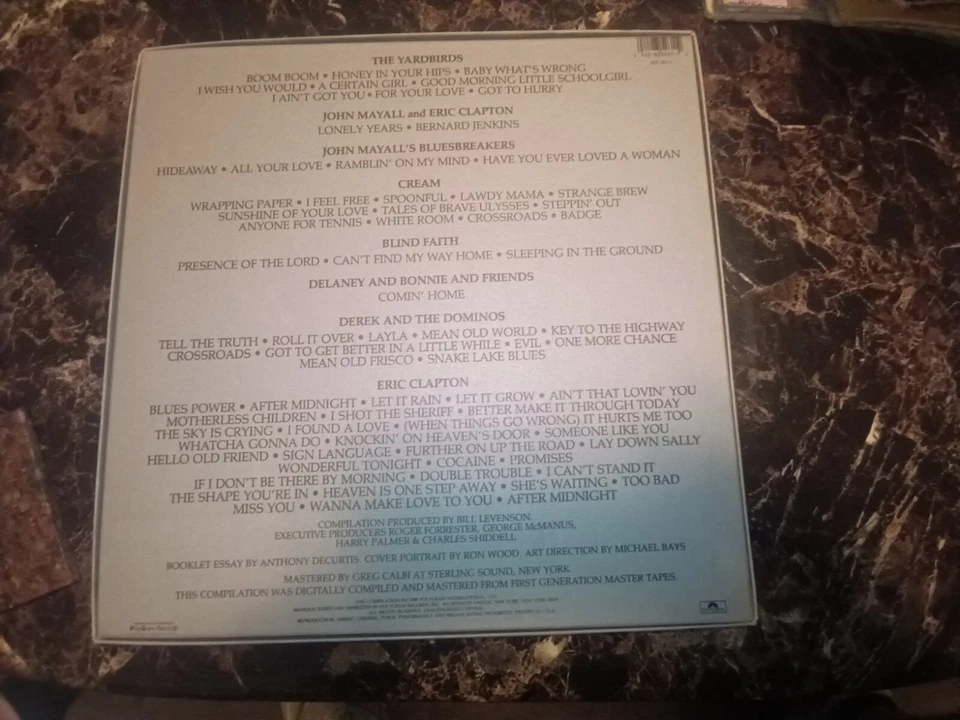 THE YARDBIRDS
BOOM BOOM • HONEY IN YOUR HIPS • BABY WHAT'S WRONG
I WISH YOU WOULD • A CERTAIN GIRL • GOOD MORNING LITTLE SCHOOLGIRL
I AIN'T GOT YOU • FOR YOUR LOVE • GOT TO HURRY
JOHN MAYALL and ERIC CLAPTON
LONELY YEARS • BERNARD JENKINS
JOHN MAYALL'S BLUESBREAKERS
HIDEAWAY • ALL YOUR LOVE • RAMBLIN' ON MY MIND • HAVE YOU EVER LOVED A WOMAN
CREAM
WRAPPING PAPER • I FEEL FREE • SPOONFUL • LAWDY MAMA • STRANGE BREW
SUNSHINE OF YOUR LOVE • TALES OF BRAVE ULYSSES • STEPPIN' OUT
ANYONE FOR TENNIS • WHITE ROOM • CROSSROADS • BADGE
BLIND FAITH
PRESENCE OF THE LORD • CAN'T FIND MY WAY HOME • SLEEPING IN THE GROUND
DELANEY AND BONNIE AND FRIENDS
COMIN' HOME
DEREK AND THE DOMINOS
TELL THE TRUTH • ROLL IT OVER • LAYLA • MEAN OLD WORLD • KEY TO THE HIGHWAY
CROSSROADS • GOT TO GET BETTER IN A LITTLE WHILE • EVIL • ONE MORE CHANCE
MEAN OLD FRISCO • SNAKE LAKE BLUES
ERIC CLAPTON
BLUES POWER • AFTER MIDNIGHT • LET IT RAIN • LET IT GROW • AIN'T THAT LOVIN' YOU
MOTHERLESS CHILDREN • I SHOT THE SHERIFF • BETTER MAKE IT THROUGH TODAY
THE SKY IS CRYING • I FOUND A LOVE • (WHEN THINGS GO WRONG) IT HURTS ME TOO
WHATCHA GONNA DO • KNOCKIN' ON HEAVEN'S DOOR • SOMEONE LIKE YOU
HELLO OLD FRIEND • SIGN LANGUAGE • FURTHER ON UP THE ROAD • LAY DOWN SALLY
WONDERFUL TONIGHT • COCAINE • PROMISES
IF I DON'T BE THERE BY MORNING • DOUBLE TROUBLE • I CAN'T STAND IT
THE SHAPE YOU'RE IN • HEAVEN IS ONE STEP AWAY • SHE'S WAITING • TOO BAD
MISS YOU • WANNA MAKE LOVE TO YOU • AFTER MIDNIGHT
COMPILATION PRODUCED BY BILL LEVENSON.
EXECUTIVE PRODUCERS ROGER FORRESTER, GEORGE McMANUS,
HARRY PALMER & CHARLES SHIDDELL
BOOKLET ESSAY BY ANTHONY DECURTIS. COVER PORTRAIT BY RON WOOD. ART DIRECTION BY MICHAEL BAYS
MASTERED BY GREG CALBI AT STERLING SOUND, NEW YORK
THIS COMPILATION WAS DIGITALLY COMPILED AND MASTERED FROM FIRST GENERATION MASTER TAPES.